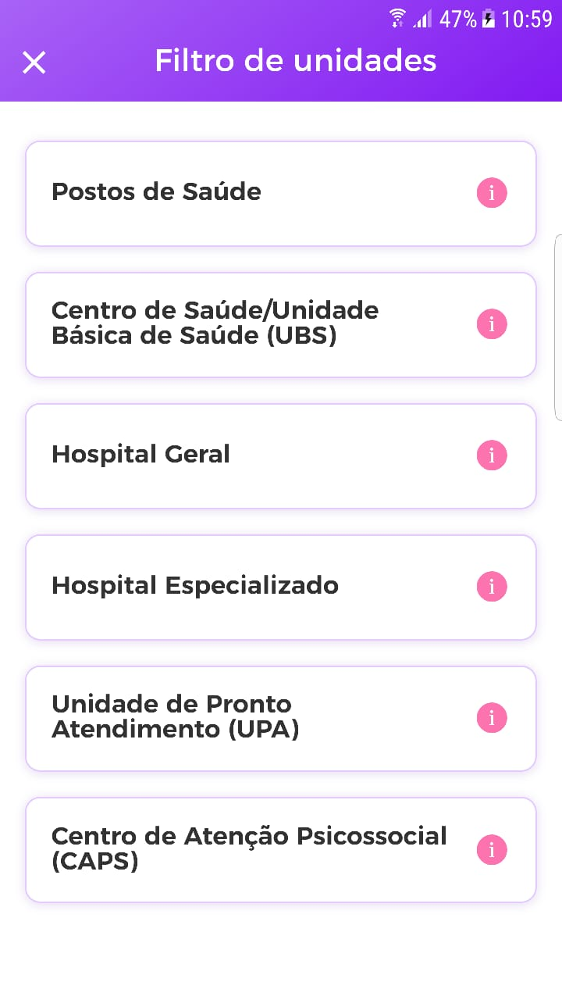 47% 10:59
Filtro de unidades
Postos de Saúde
i
Centro de Saúde/Unidade
Básica de Saúde (UBS)
i
Hospital Geral
i
Hospital Especializado
i
Unidade de Pronto
Atendimento (UPA)
i
Centro de Atenção Psicossocial
(CAPS)
i